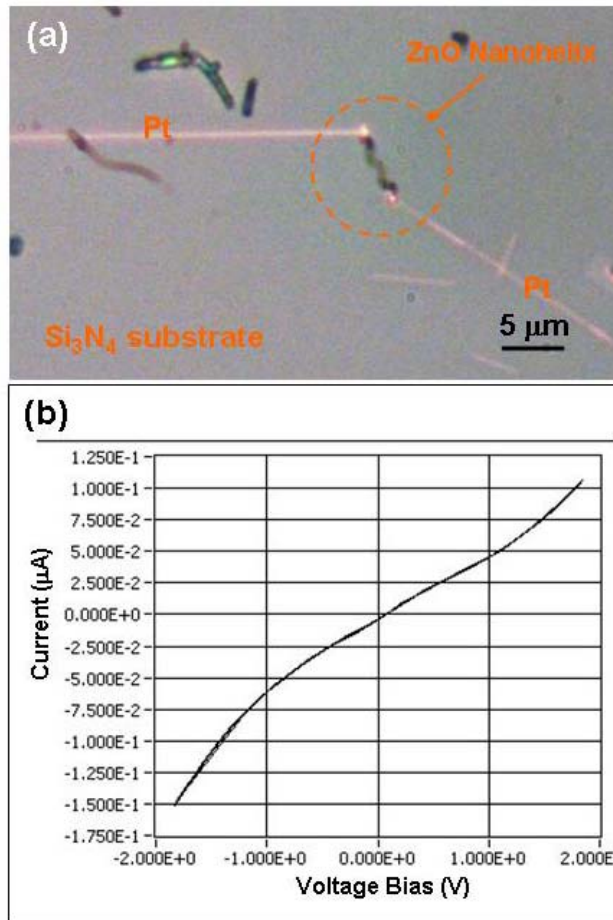 (a)
ZnO Nanohelix
Pt
Pt
5 μm
Si₃N₄ substrate
(b)
1.250E-1
1.000E-1
7.500E-2
5.000E-2
2.500E-2
0.000E+0
-2.500E-2
-5.000E-2
-7.500E-2
-1.000E-1
-1.250E-1
-1.500E-1
-1.750E-1
Current (μA)
-2.000E+0 -1.000E+0 0.000E+0 1.000E+0 2.000E+0
Voltage Bias (V)